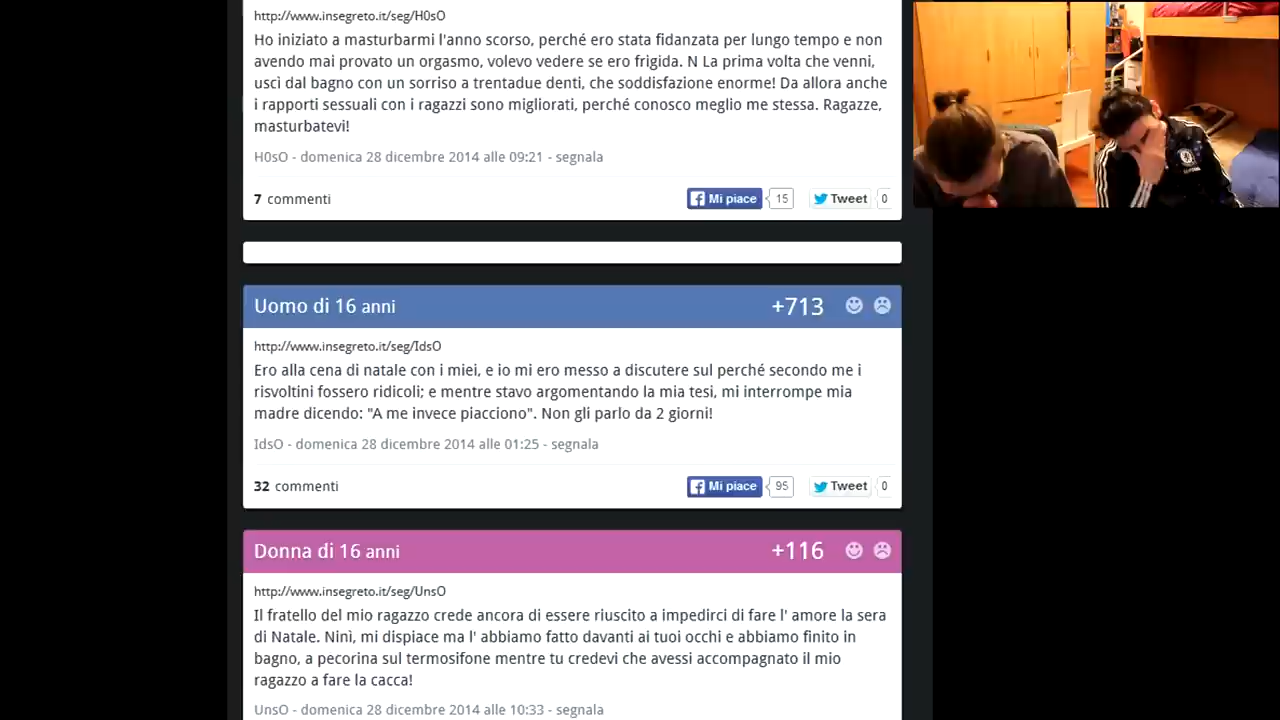 http://www.insegreto.it/seg/H0sO
Ho iniziato a masturbarmi l'anno scorso, perché ero stata fidanzata per lungo tempo e non
avendo mai provato un orgasmo, volevo vedere se ero frigida. N La prima volta che venni,
uscì dal bagno con un sorriso a trentadue denti, che soddisfazione enorme! Da allora anche
i rapporti sessuali con i ragazzi sono migliorati, perché conosco meglio me stessa. Ragazze,
masturbatevi!
H0sO - domenica 28 dicembre 2014 alle 09:21 - segnala
7 commenti Mi piace 15 Tweet 0
Uomo di 16 anni +713
http://www.insegreto.it/seg/IdsO
Ero alla cena di natale con i miei, e io mi ero messo a discutere sul perché secondo me i
risvoltini fossero ridicoli; e mentre stavo argomentando la mia tesi, mi interrompe mia
madre dicendo: "A me invece piacciono". Non gli parlo da 2 giorni!
IdsO - domenica 28 dicembre 2014 alle 01:25 - segnala
32 commenti Mi piace 95 Tweet 0
Donna di 16 anni +116
http://www.insegreto.it/seg/UnsO
Il fratello del mio ragazzo crede ancora di essere riuscito a impedirci di fare l' amore la sera
di Natale. Ninì, mi dispiace ma l' abbiamo fatto davanti ai tuoi occhi e abbiamo finito in
bagno, a pecorina sul termosifone mentre tu credevi che avessi accompagnato il mio
ragazzo a fare la cacca!
UnsO - domenica 28 dicembre 2014 alle 10:33 - segnala